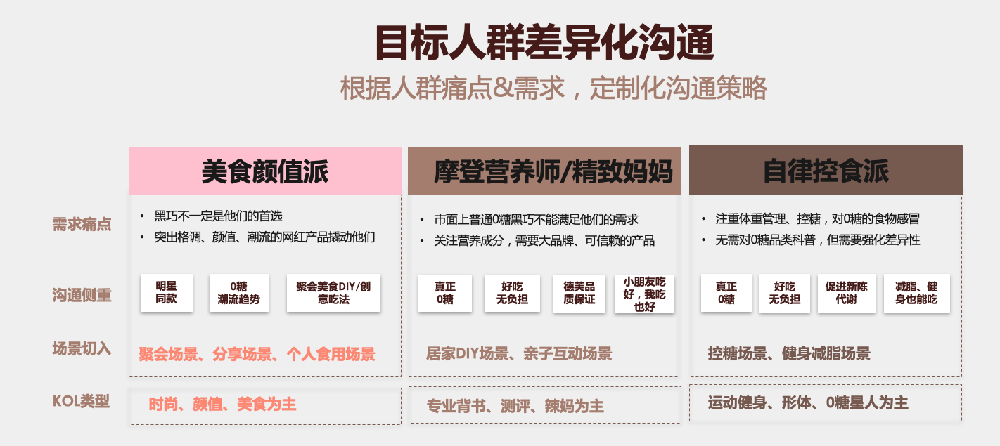 目标人群差异化沟通
根据人群痛点&需求，定制化沟通策略
美食颜值派
摩登营养师/精致妈妈
自律控食派
需求痛点
• 黑巧不一定是他们的首选
• 突出格调、颜值、潮流的网红产品撬动他们
• 市面上普通0糖黑巧不能满足他们的需求
• 关注营养成分，需要大品牌、可信赖的产品
• 注重体重管理、控糖，对0糖的食物感冒
• 无需对0糖品类科普，但需要强化差异性
沟通侧重
明星
同款
0糖
潮流趋势
聚会美食DIY/创
意吃法
真正
0糖
好吃
无负担
德芙品
质保证
小朋友吃
好，我吃
也好
真正
0糖
好吃
无负担
促进新陈
代谢
减脂、健
身也能吃
场景切入
聚会场景、分享场景、个人食用场景
居家DIY场景、亲子互动场景
控糖场景、健身减脂场景
KOL类型
时尚、颜值、美食为主
专业背书、测评、辣妈为主
运动健身、形体、0糖星人为主